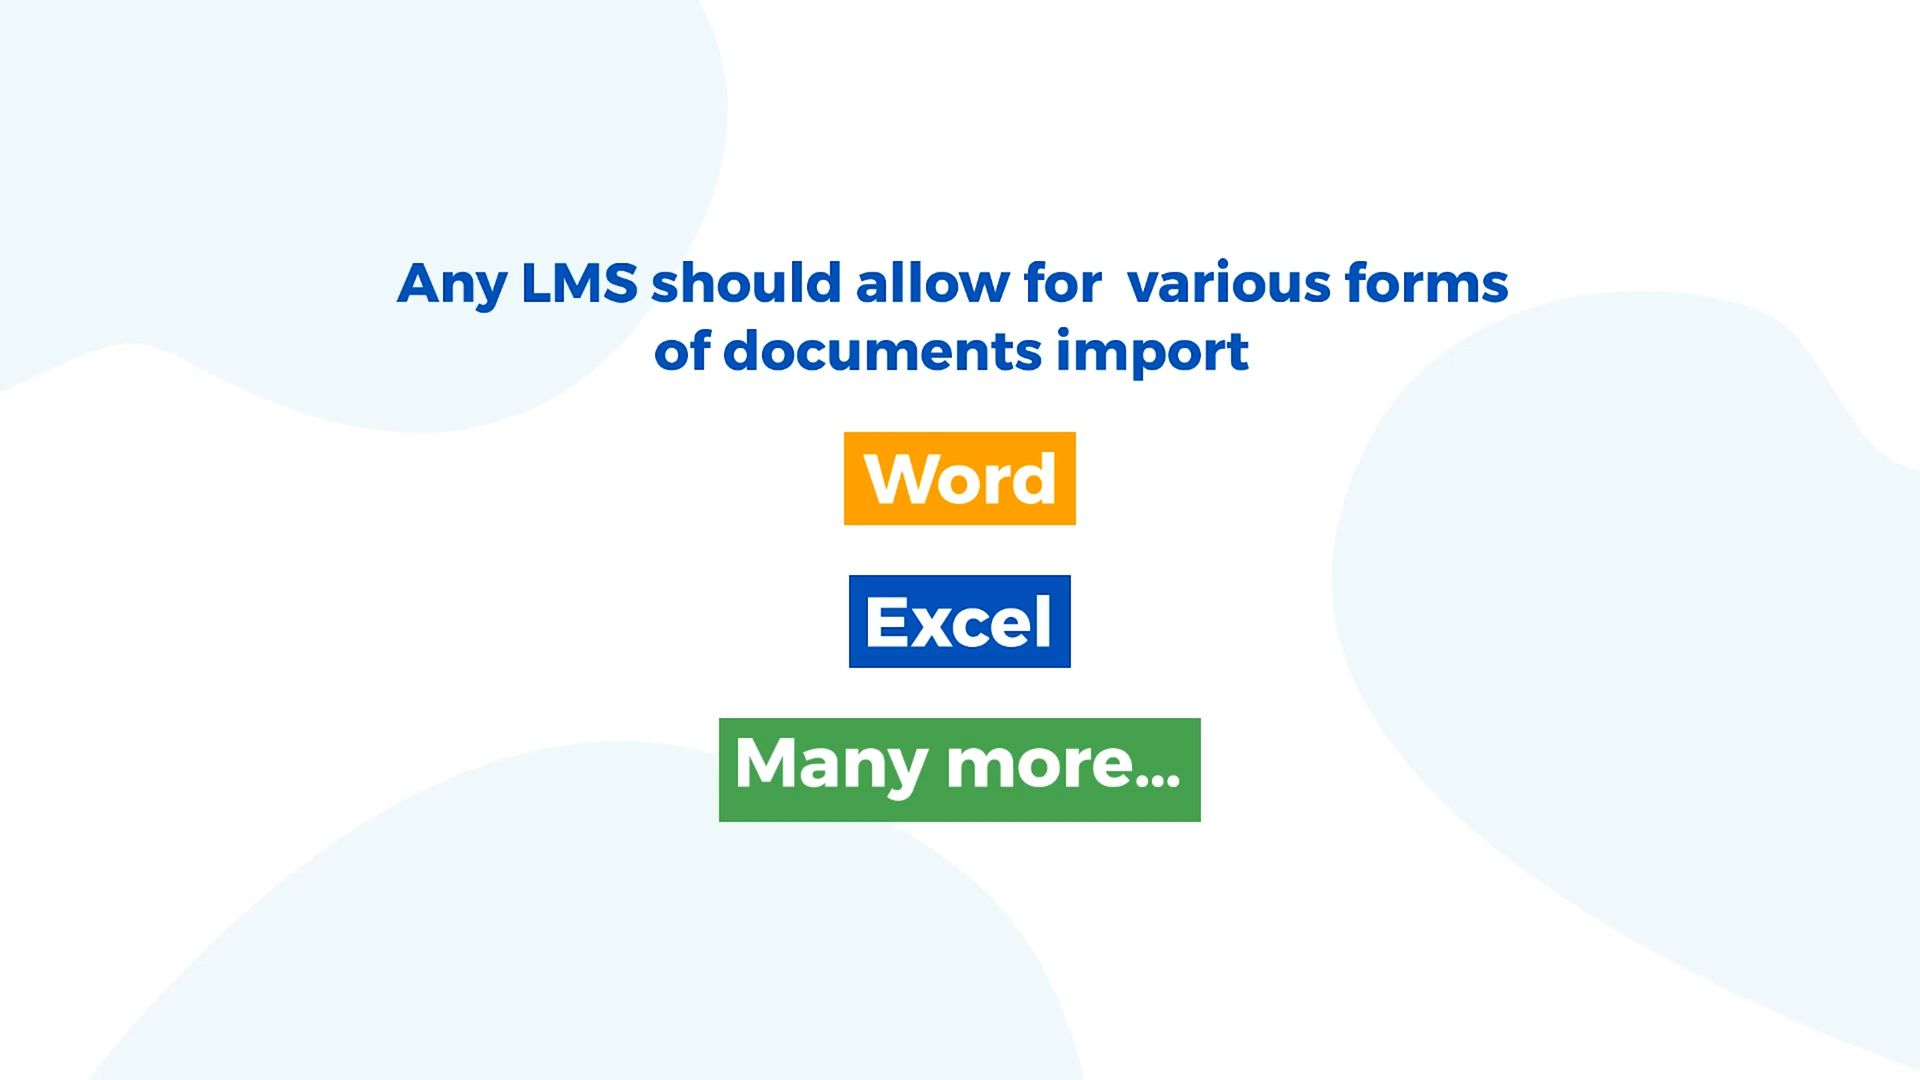 Any LMS should allow for  various forms
of documents import
Word
Excel
Many more...